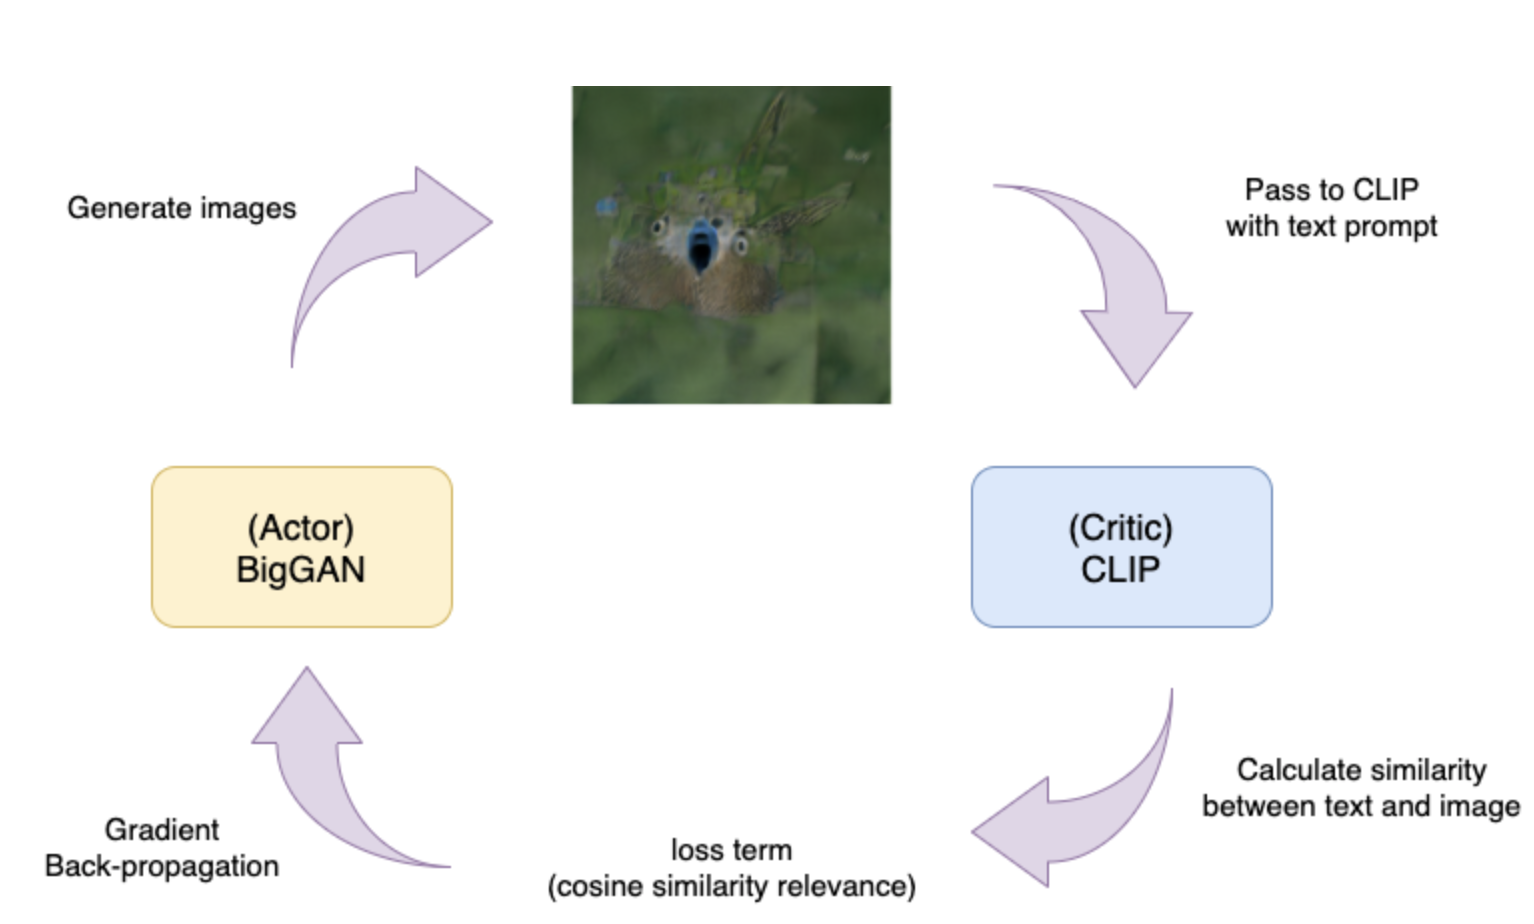 Generate images
Pass to CLIP
with text prompt
(Actor)
BigGAN
(Critic)
CLIP
Calculate similarity
between text and image
Gradient
Back-propagation
loss term
(cosine similarity relevance)